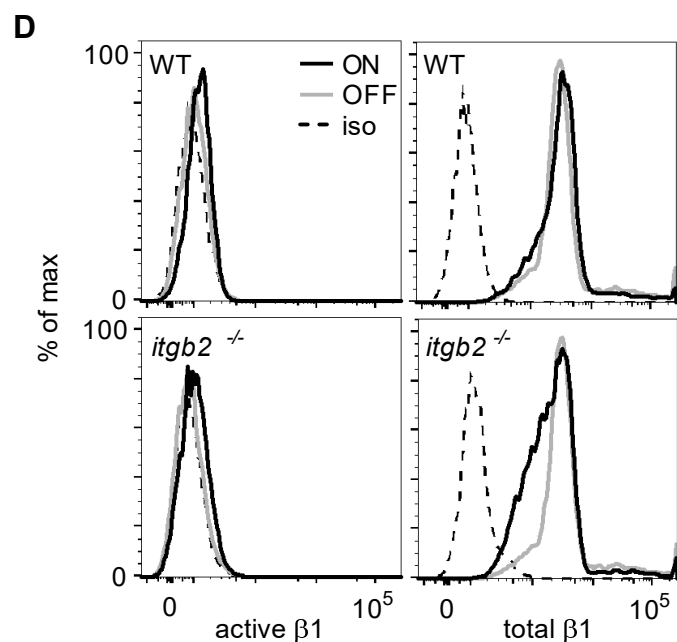 D
WT
ON
OFF
iso
WT
100
0
% of max
itgb2 -/-
itgb2 -/-
100
0
0 10^5
0 10^5
active β1
total β1